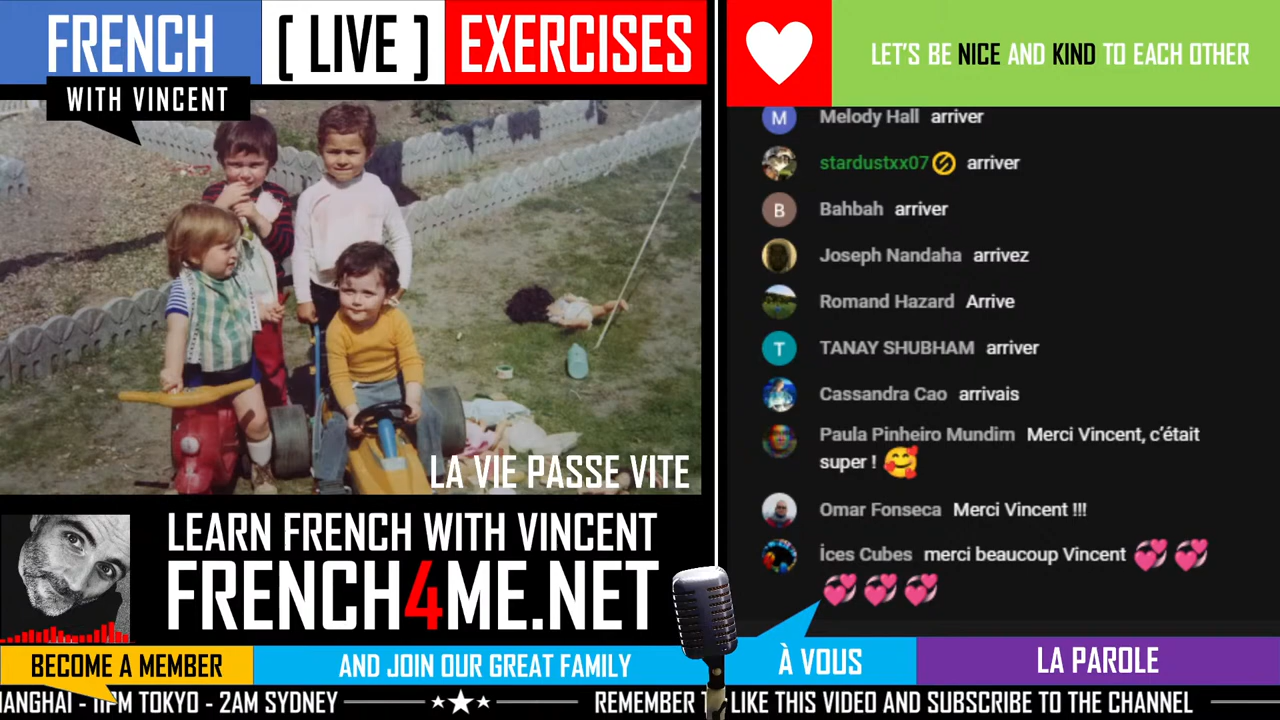 FRENCH [ LIVE ] EXERCISES
WITH VINCENT
LET'S BE NICE AND KIND TO EACH OTHER
M Melody Hall arriver
stardustxx07 arriver
B Bahbah arriver
Joseph Nandaha arrivez
Romand Hazard Arrive
T TANAY SHUBHAM arriver
Cassandra Cao arrivais
Paula Pinheiro Mundim Merci Vincent, c'était
super ! 🥰
Omar Fonseca Merci Vincent !!!
İces Cubes merci beaucoup Vincent 💞 💞
💞 💞 💞
LA VIE PASSE VITE
LEARN FRENCH WITH VINCENT
FRENCH4ME.NET
BECOME A MEMBER AND JOIN OUR GREAT FAMILY
À VOUS LA PAROLE
- 11PM TOKYO - 2AM SYDNEY REMEMBER LIKE THIS VIDEO AND SUBSCRIBE TO THE CHANNEL